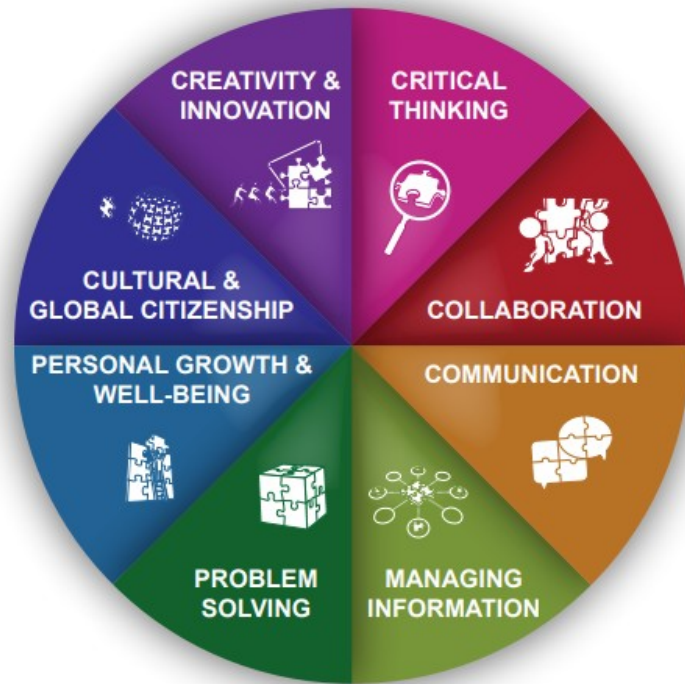 CREATIVITY &
INNOVATION
CRITICAL
THINKING
COLLABORATION
COMMUNICATION
MANAGING
INFORMATION
PROBLEM
SOLVING
PERSONAL GROWTH &
WELL-BEING
CULTURAL &
GLOBAL CITIZENSHIP